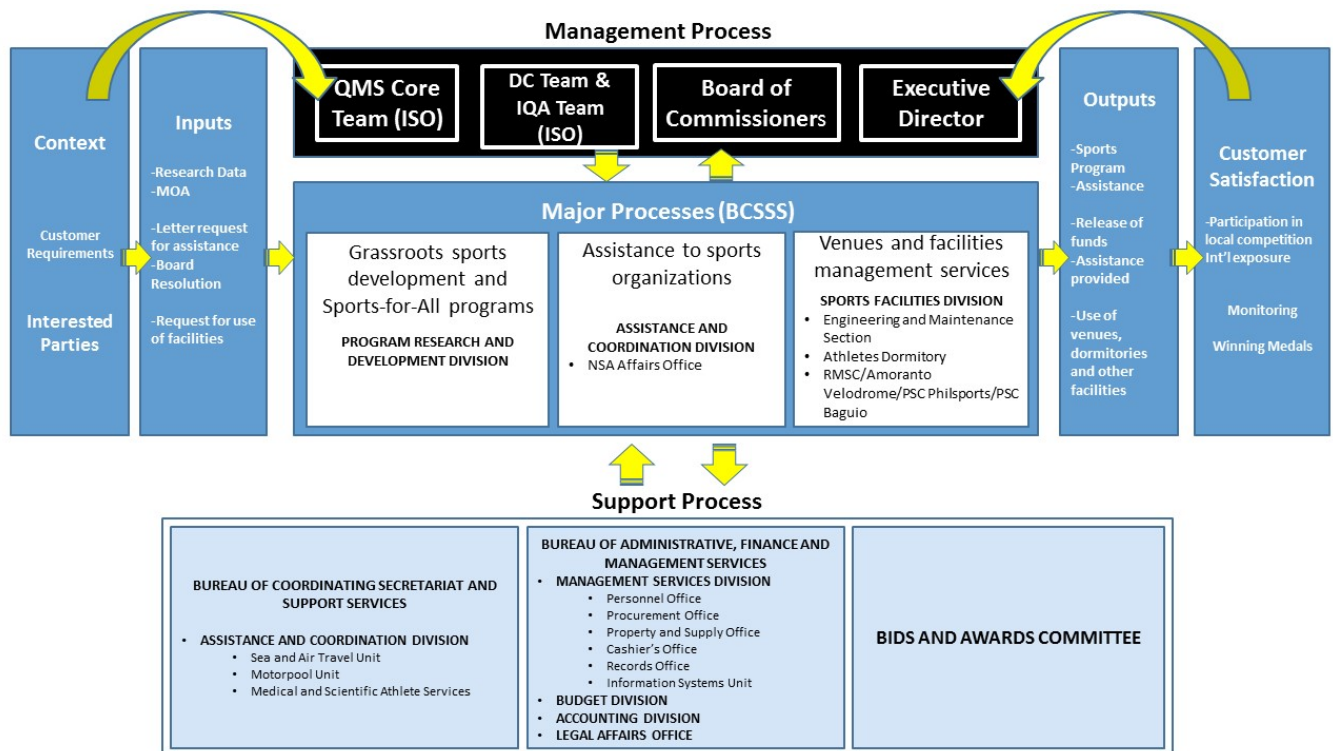 Management Process
QMS Core
Team (ISO)
DC Team &
IQA Team
(ISO)
Board of
Commissioners
Executive
Director
Context
Customer
Requirements
Interested
Parties
Inputs
-Research Data
-MOA
-Letter request
for assistance
-Board
Resolution
-Request for use
of facilities
Major Processes (BCSSS)
Grassroots sports
development and
Sports-for-All programs
PROGRAM RESEARCH AND
DEVELOPMENT DIVISION
Assistance to sports
organizations
ASSISTANCE AND
COORDINATION DIVISION
• NSA Affairs Office
Venues and facilities
management services
SPORTS FACILITIES DIVISION
• Engineering and Maintenance
Section
• Athletes Dormitory
• RMSC/Amoranto
Velodrome/PSC Philsports/PSC
Baguio
Outputs
-Sports
Program
-Assistance
-Release of
funds
-Assistance
provided
-Use of
venues,
dormitories
and other
facilities
Customer
Satisfaction
-Participation in
local competition
Int'l exposure
Monitoring
Winning Medals
Support Process
BUREAU OF COORDINATING SECRETARIAT AND
SUPPORT SERVICES
• ASSISTANCE AND COORDINATION DIVISION
• Sea and Air Travel Unit
• Motorpool Unit
• Medical and Scientific Athlete Services
BUREAU OF ADMINISTRATIVE, FINANCE AND
MANAGEMENT SERVICES
• MANAGEMENT SERVICES DIVISION
• Personnel Office
• Procurement Office
• Property and Supply Office
• Cashier's Office
• Records Office
• Information Systems Unit
• BUDGET DIVISION
• ACCOUNTING DIVISION
• LEGAL AFFAIRS OFFICE
BIDS AND AWARDS COMMITTEE